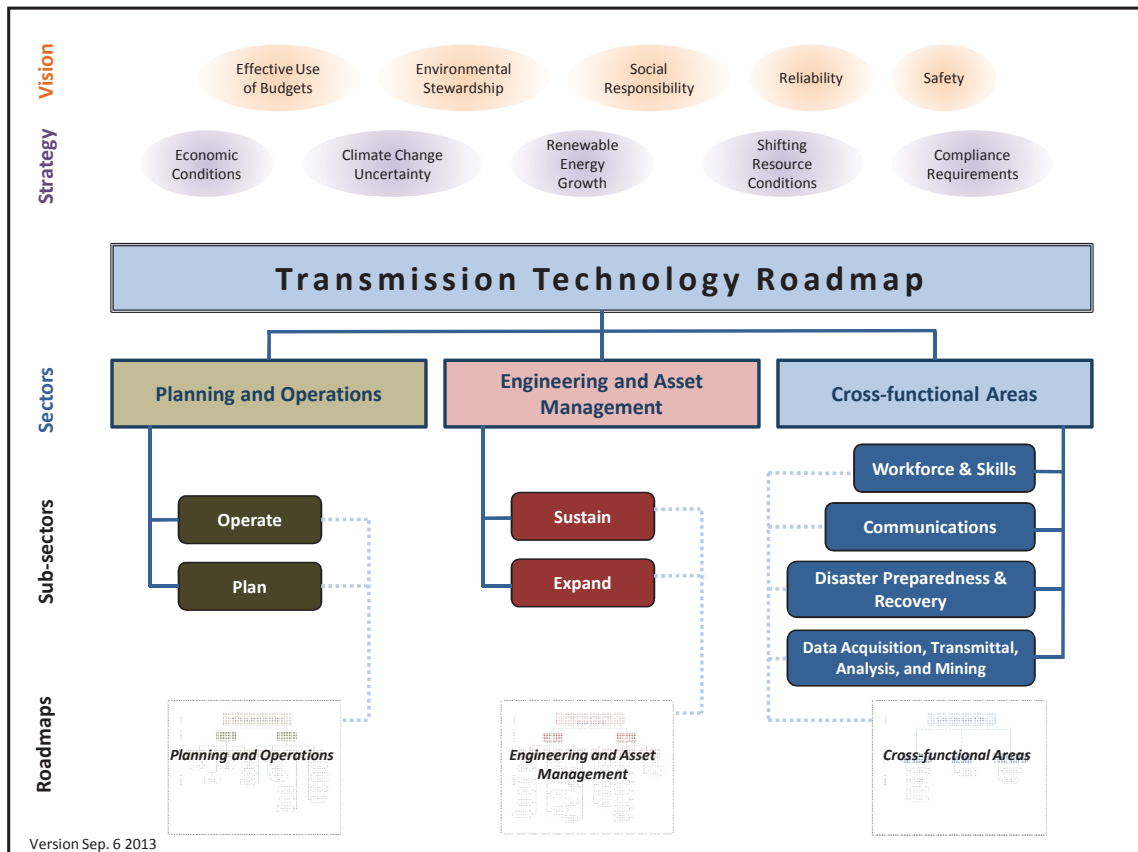 Vision
Effective Use
of Budgets
Environmental
Stewardship
Social
Responsibility
Reliability
Safety
Strategy
Economic
Conditions
Climate Change
Uncertainty
Renewable
Energy
Growth
Shifting
Resource
Conditions
Compliance
Requirements
Transmission Technology Roadmap
Sectors
Planning and Operations
Engineering and Asset
Management
Cross-functional Areas
Sub-sectors
Operate
Plan
Sustain
Expand
Workforce & Skills
Communications
Disaster Preparedness &
Recovery
Data Acquisition, Transmittal,
Analysis, and Mining
Roadmaps
Planning and Operations
Engineering and Asset
Management
Cross-functional Areas
Version Sep. 6 2013